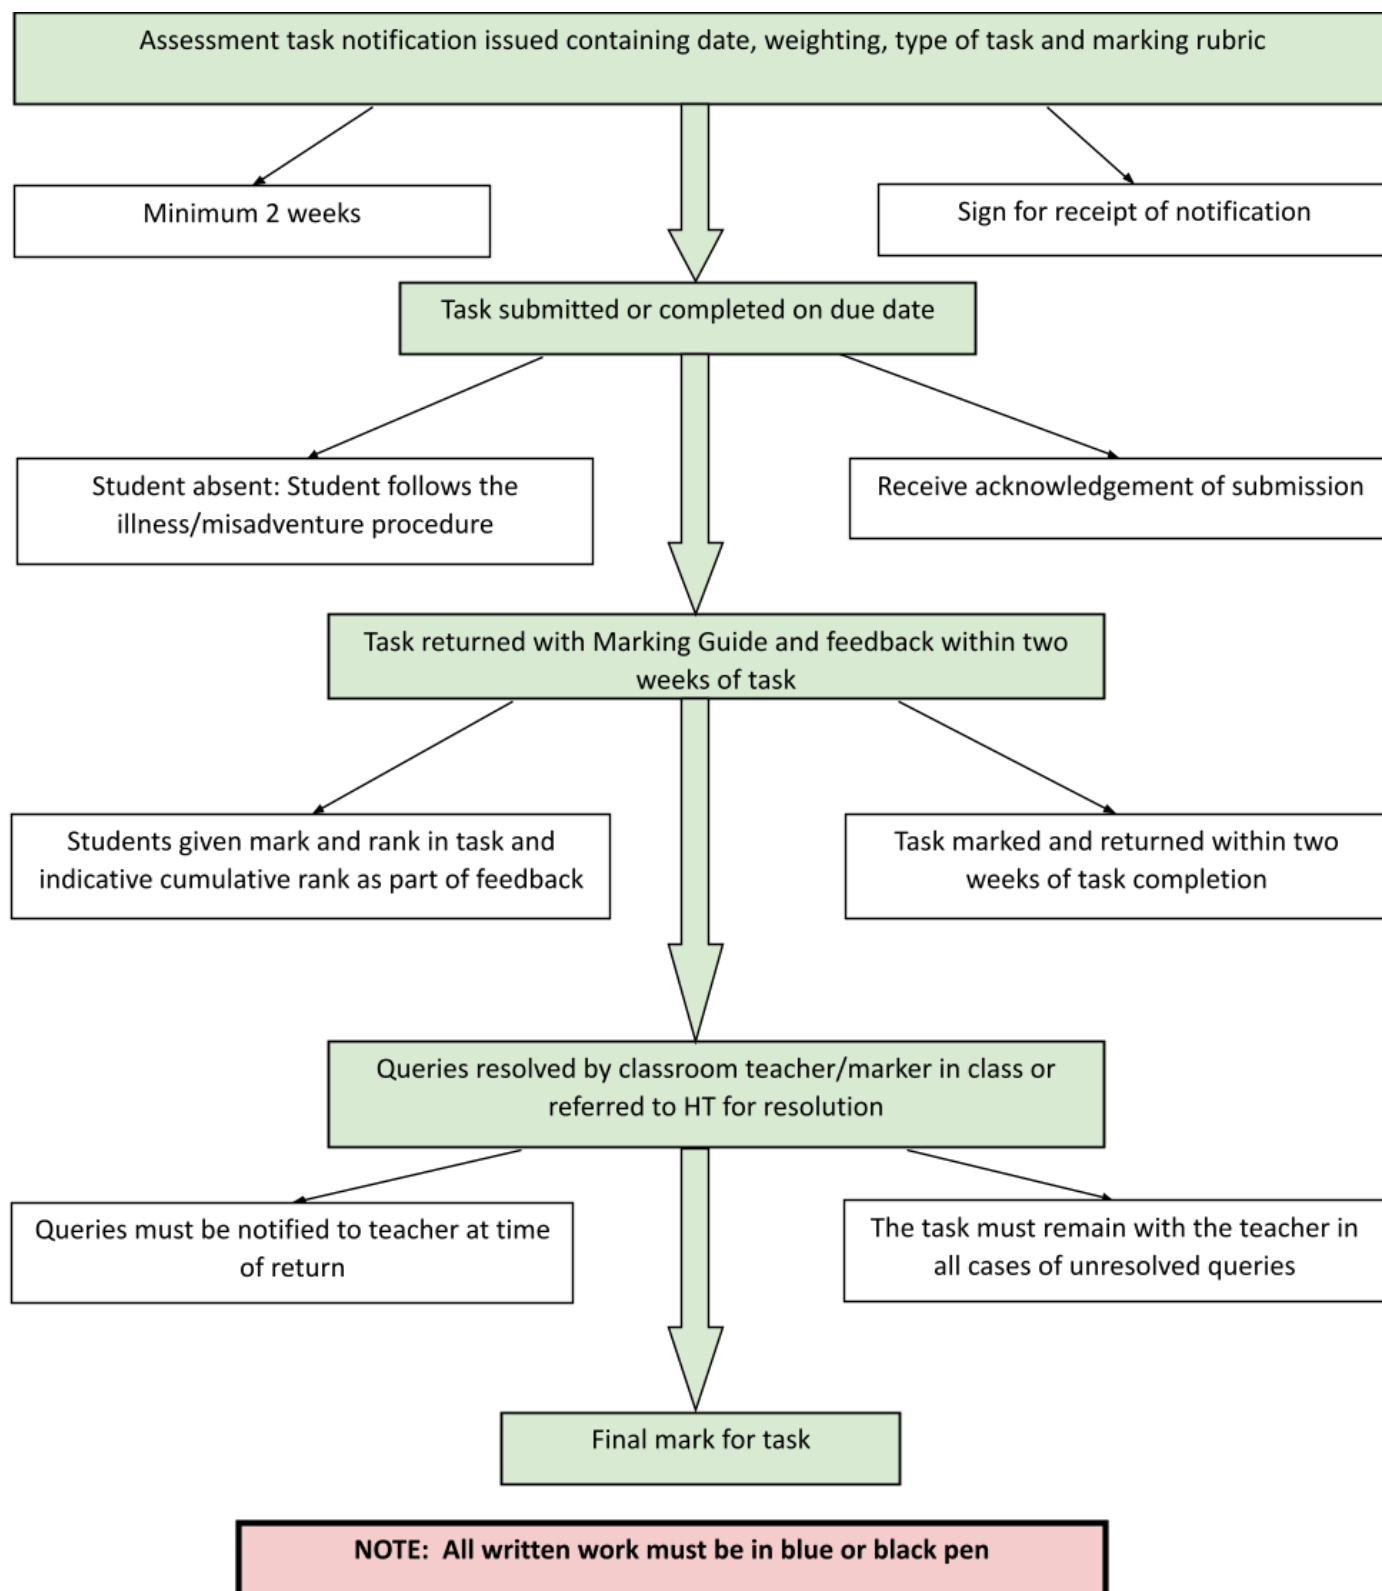 Assessment task notification issued containing date, weighting, type of task and marking rubric
Minimum 2 weeks
Sign for receipt of notification
Task submitted or completed on due date
Student absent: Student follows the
illness/misadventure procedure
Receive acknowledgement of submission
Task returned with Marking Guide and feedback within two
weeks of task
Students given mark and rank in task and
indicative cumulative rank as part of feedback
Task marked and returned within two
weeks of task completion
Queries resolved by classroom teacher/marker in class or
referred to HT for resolution
Queries must be notified to teacher at time
of return
The task must remain with the teacher in
all cases of unresolved queries
Final mark for task
NOTE:  All written work must be in blue or black pen